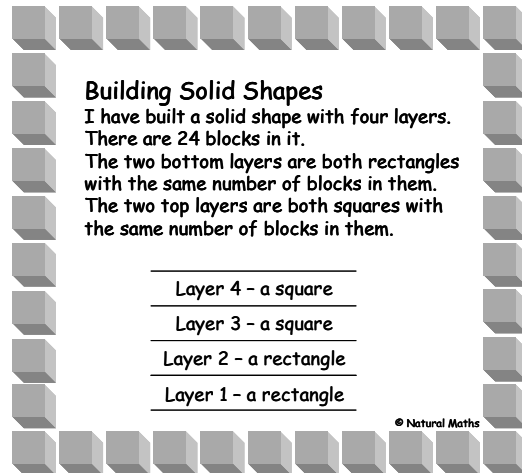 Building Solid Shapes
I have built a solid shape with four layers.
There are 24 blocks in it.
The two bottom layers are both rectangles
with the same number of blocks in them.
The two top layers are both squares with
the same number of blocks in them.
Layer 4 – a square
Layer 3 – a square
Layer 2 – a rectangle
Layer 1 – a rectangle
© Natural Maths